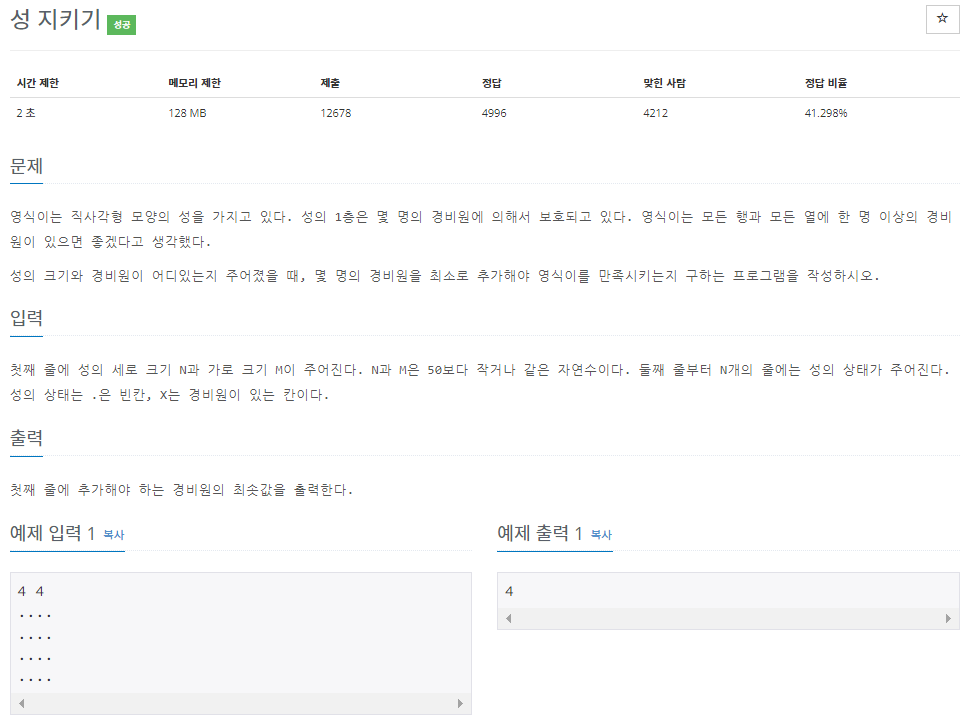 성 지키기 성공
☆
시간 제한 메모리 제한 제출 정답 맞힌 사람 정답 비율
2 초 128 MB 12678 4996 4212 41.298%
문제
영식이는 직사각형 모양의 성을 가지고 있다. 성의 1층은 몇 명의 경비원에 의해서 보호되고 있다. 영식이는 모든 행과 모든 열에 한 명 이상의 경비
원이 있으면 좋겠다고 생각했다.
성의 크기와 경비원이 어디있는지 주어졌을 때, 몇 명의 경비원을 최소로 추가해야 영식이를 만족시키는지 구하는 프로그램을 작성하시오.
입력
첫째 줄에 성의 세로 크기 N과 가로 크기 M이 주어진다. N과 M은 50보다 작거나 같은 자연수이다. 둘째 줄부터 N개의 줄에는 성의 상태가 주어진다.
성의 상태는 .은 빈칸, X는 경비원이 있는 칸이다.
출력
첫째 줄에 추가해야 하는 경비원의 최솟값을 출력한다.
예제 입력 1 복사
4 4
....
....
....
....
예제 출력 1 복사
4